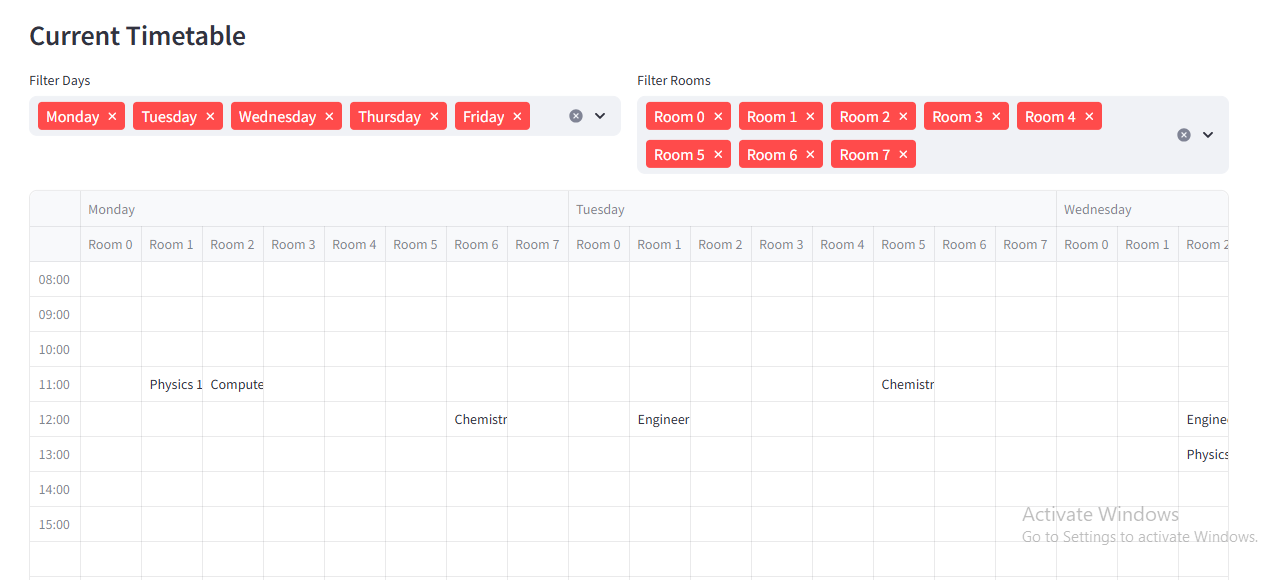 Current Timetable
Filter Days
Filter Rooms
Monday Tuesday Wednesday Thursday Friday
Room 0 Room 1 Room 2 Room 3 Room 4
Room 5 Room 6 Room 7
Monday Tuesday Wednesday
Room 0 Room 1 Room 2 Room 3 Room 4 Room 5 Room 6 Room 7 Room 0 Room 1 Room 2 Room 3 Room 4 Room 5 Room 6 Room 7 Room 0 Room 1 Room 2
08:00
09:00
10:00
11:00 Physics 1 Compute Chemistr
12:00 Chemistr Engineer Engine
13:00 Physics
14:00
15:00
Activate Windows
Go to Settings to activate Windows.